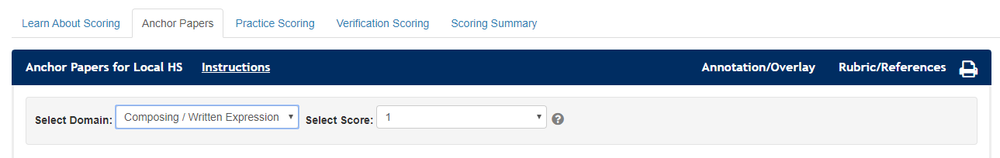 Learn About Scoring Anchor Papers Practice Scoring Verification Scoring Scoring Summary
Anchor Papers for Local HS Instructions Annotation/Overlay Rubric/References
Select Domain: Composing / Written Expression Select Score: 1